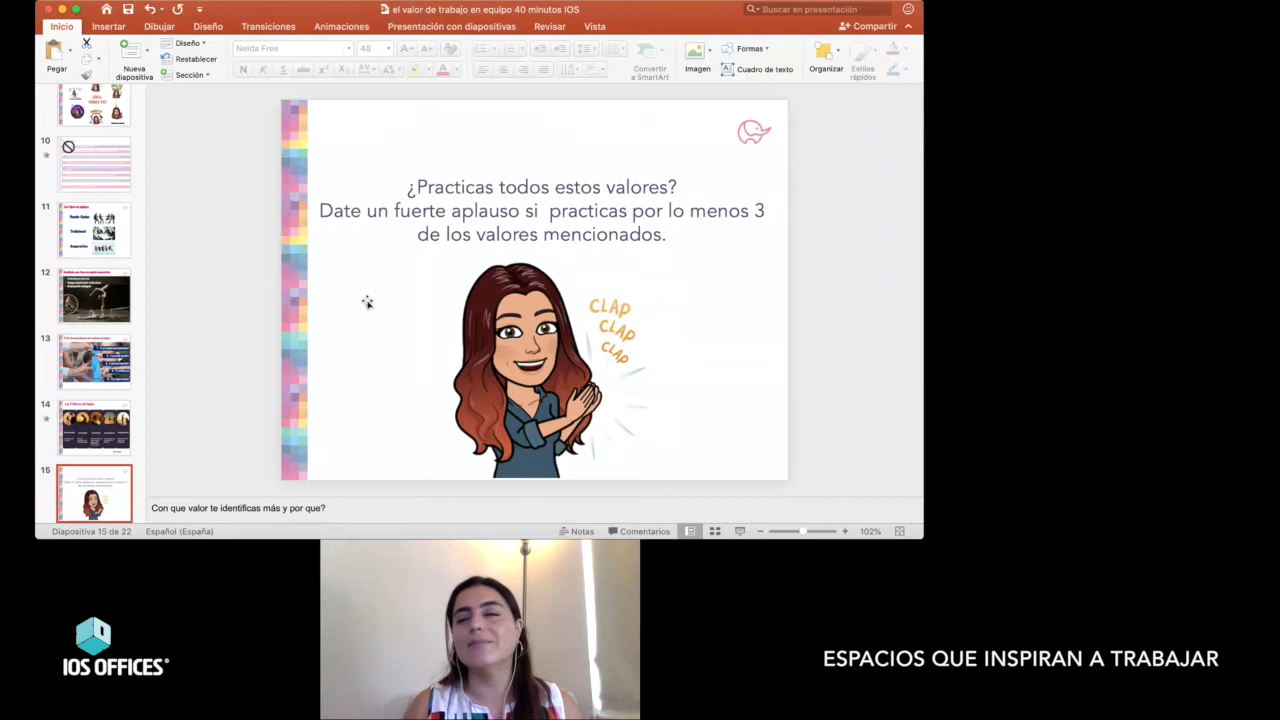 el valor de trabajo en equipo 40 minutos IOS
Buscar en presentación
Inicio
Insertar
Dibujar
Diseño
Transiciones
Animaciones
Presentación con diapositivas
Revisar
Vista
Compartir
Pegar
Nueva
diapositiva
Diseño
Restablecer
Sección
Neida Free
48
Convertir
a SmartArt
Imagen
Formas
Cuadro de texto
Organizar
Estilos
rápidos
10
11
12
13
14
15
¿Practicas todos estos valores?
Date un fuerte aplauso si practicas por lo menos 3
de los valores mencionados.
CLAP
CLAP
CLAP
Con que valor te identificas más y por que?
Diapositiva 15 de 22
Español (España)
Notas
Comentarios
102%
IOS OFFICES®
ESPACIOS QUE INSPIRAN A TRABAJAR